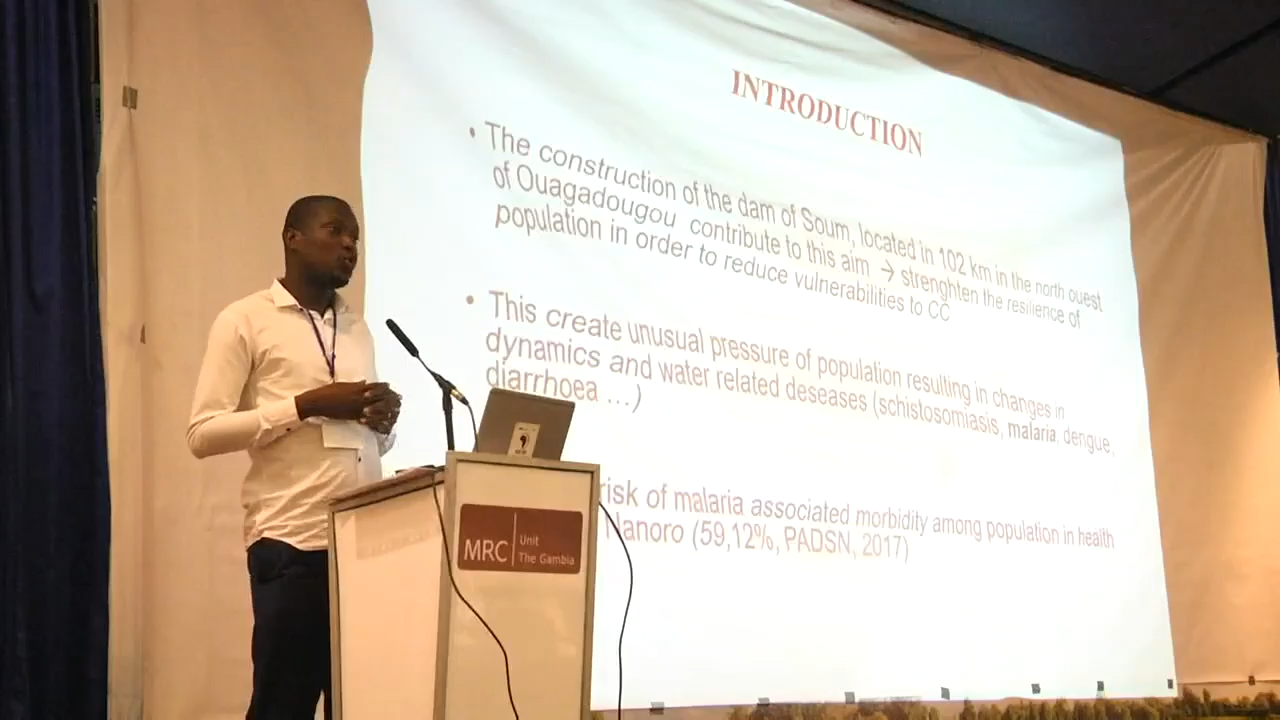 INTRODUCTION
• The construction of the dam of Soum, located in 102 km in the north ouest
of Ouagadougou contribute to this aim → strenghten the resilience of
population in order to reduce vulnerabilities to CC
• This create unusual pressure of population resulting in changes in
dynamics and water related deseases (schistosomiasis, malaria, dengue,
diarrhoea ...)
risk of malaria associated morbidity among population in health
Nanoro (59,12%, PADSN, 2017)
MRC
Unit
The Gambia